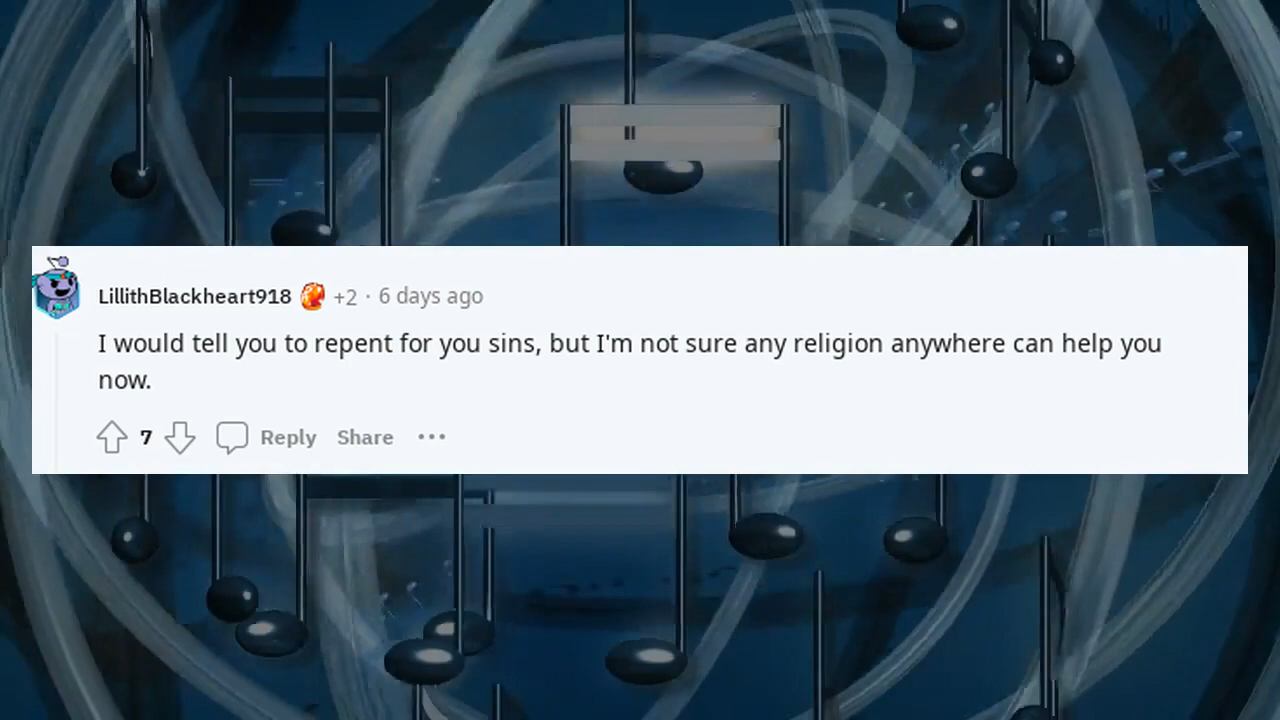 LillithBlackheart918 +2 · 6 days ago
I would tell you to repent for you sins, but I'm not sure any religion anywhere can help you
now.
7 Reply Share